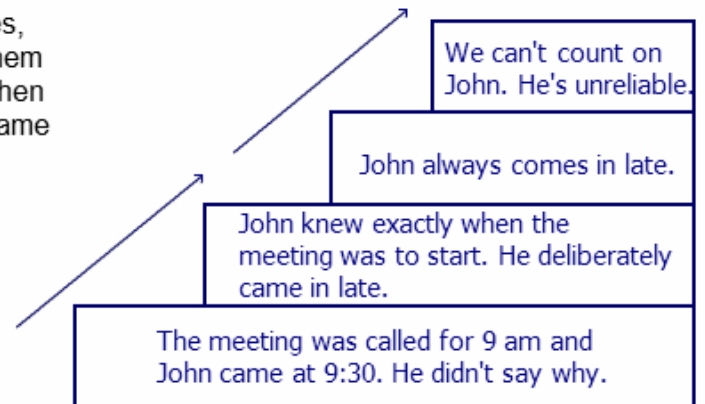 We can't count on
John. He's unreliable.
John always comes in late.
John knew exactly when the
meeting was to start. He deliberately
came in late.
The meeting was called for 9 am and
John came at 9:30. He didn't say why.